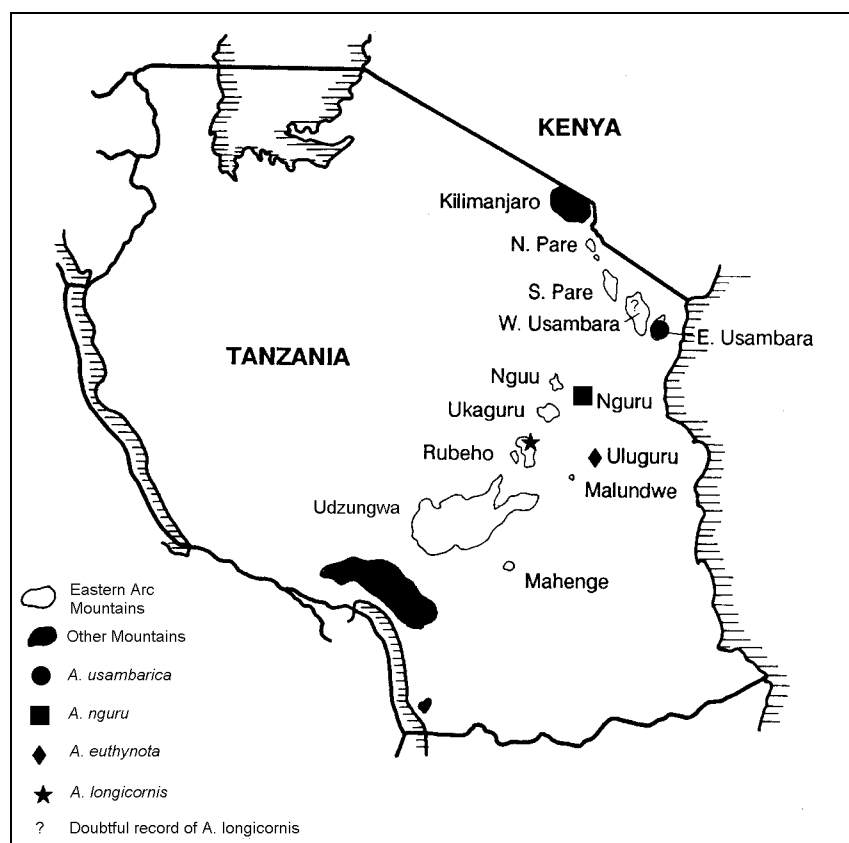 KENYA
Kilimanjaro
N. Pare
S. Pare
?
W. Usambara
E. Usambara
TANZANIA
Nguu
Nguru
Ukaguru
Rubeho
Uluguru
Malundwe
Udzungwa
Mahenge
Eastern Arc
Mountains
Other Mountains
A. usambarica
A. nguru
A. euthynota
A. longicornis
? Doubtful record of A. longicornis